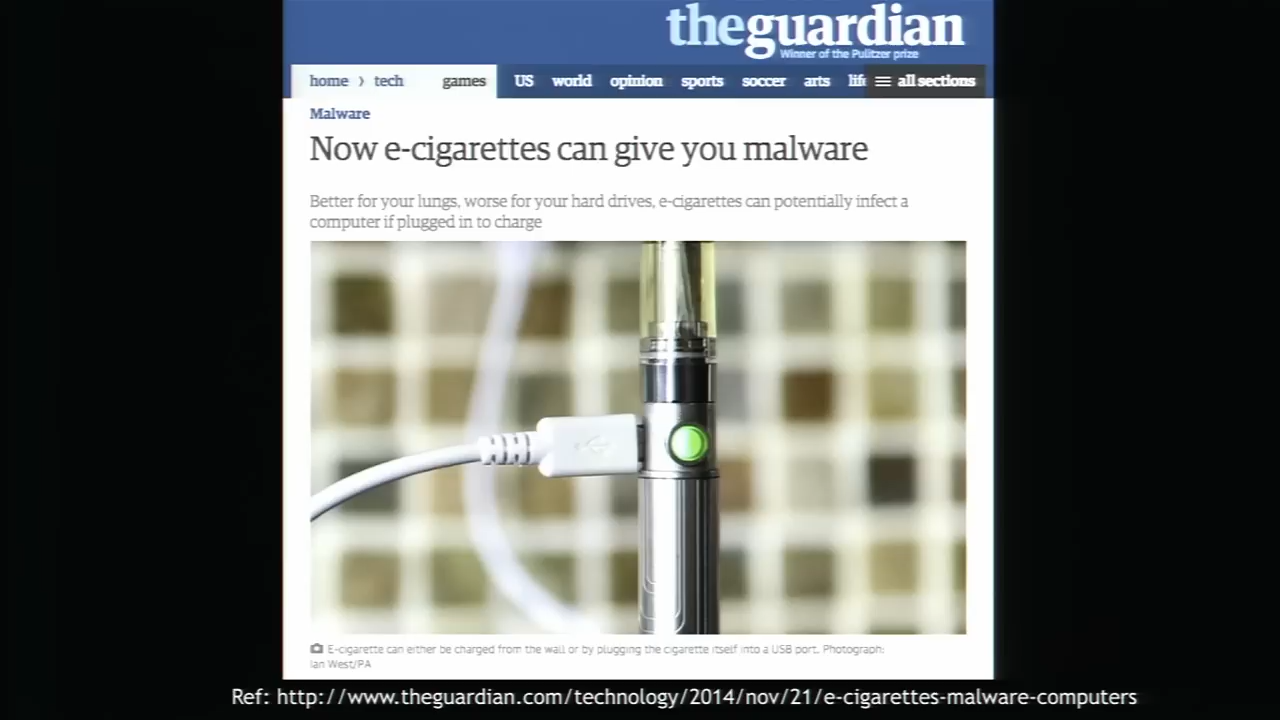 theguardian
Winner of the Pulitzer prize
home › tech games US world opinion sports soccer arts life ≡ all sections
Malware
Now e-cigarettes can give you malware
Better for your lungs, worse for your hard drives, e-cigarettes can potentially infect a
computer if plugged in to charge
E-cigarette can either be charged from the wall or by plugging the cigarette itself into a USB port. Photograph:
Ian West/PA
Ref: http://www.theguardian.com/technology/2014/nov/21/e-cigarettes-malware-computers